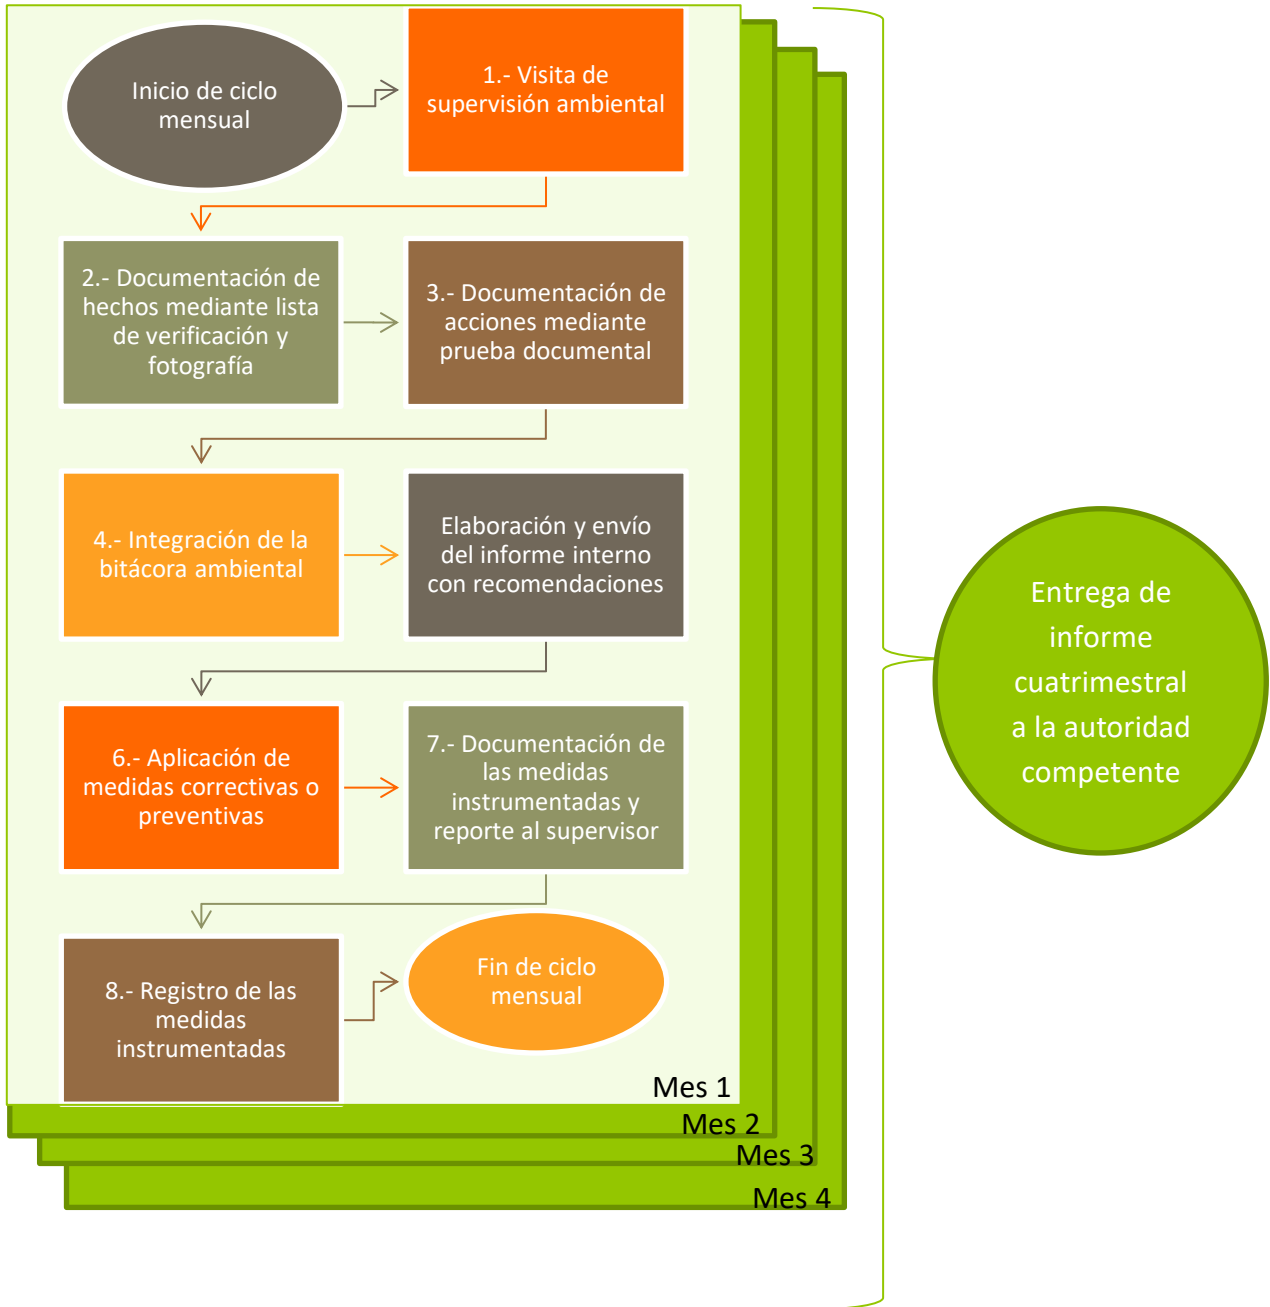 Inicio de ciclo
mensual
1.- Visita de
supervisión ambiental
2.- Documentación de
hechos mediante lista
de verificación y
fotografía
3.- Documentación de
acciones mediante
prueba documental
4.- Integración de la
bitácora ambiental
Elaboración y envío
del informe interno
con recomendaciones
6.- Aplicación de
medidas correctivas o
preventivas
7.- Documentación de
las medidas
instrumentadas y
reporte al supervisor
8.- Registro de las
medidas
instrumentadas
Fin de ciclo
mensual
Mes 1
Mes 2
Mes 3
Mes 4
Entrega de
informe
cuatrimestral
a la autoridad
competente